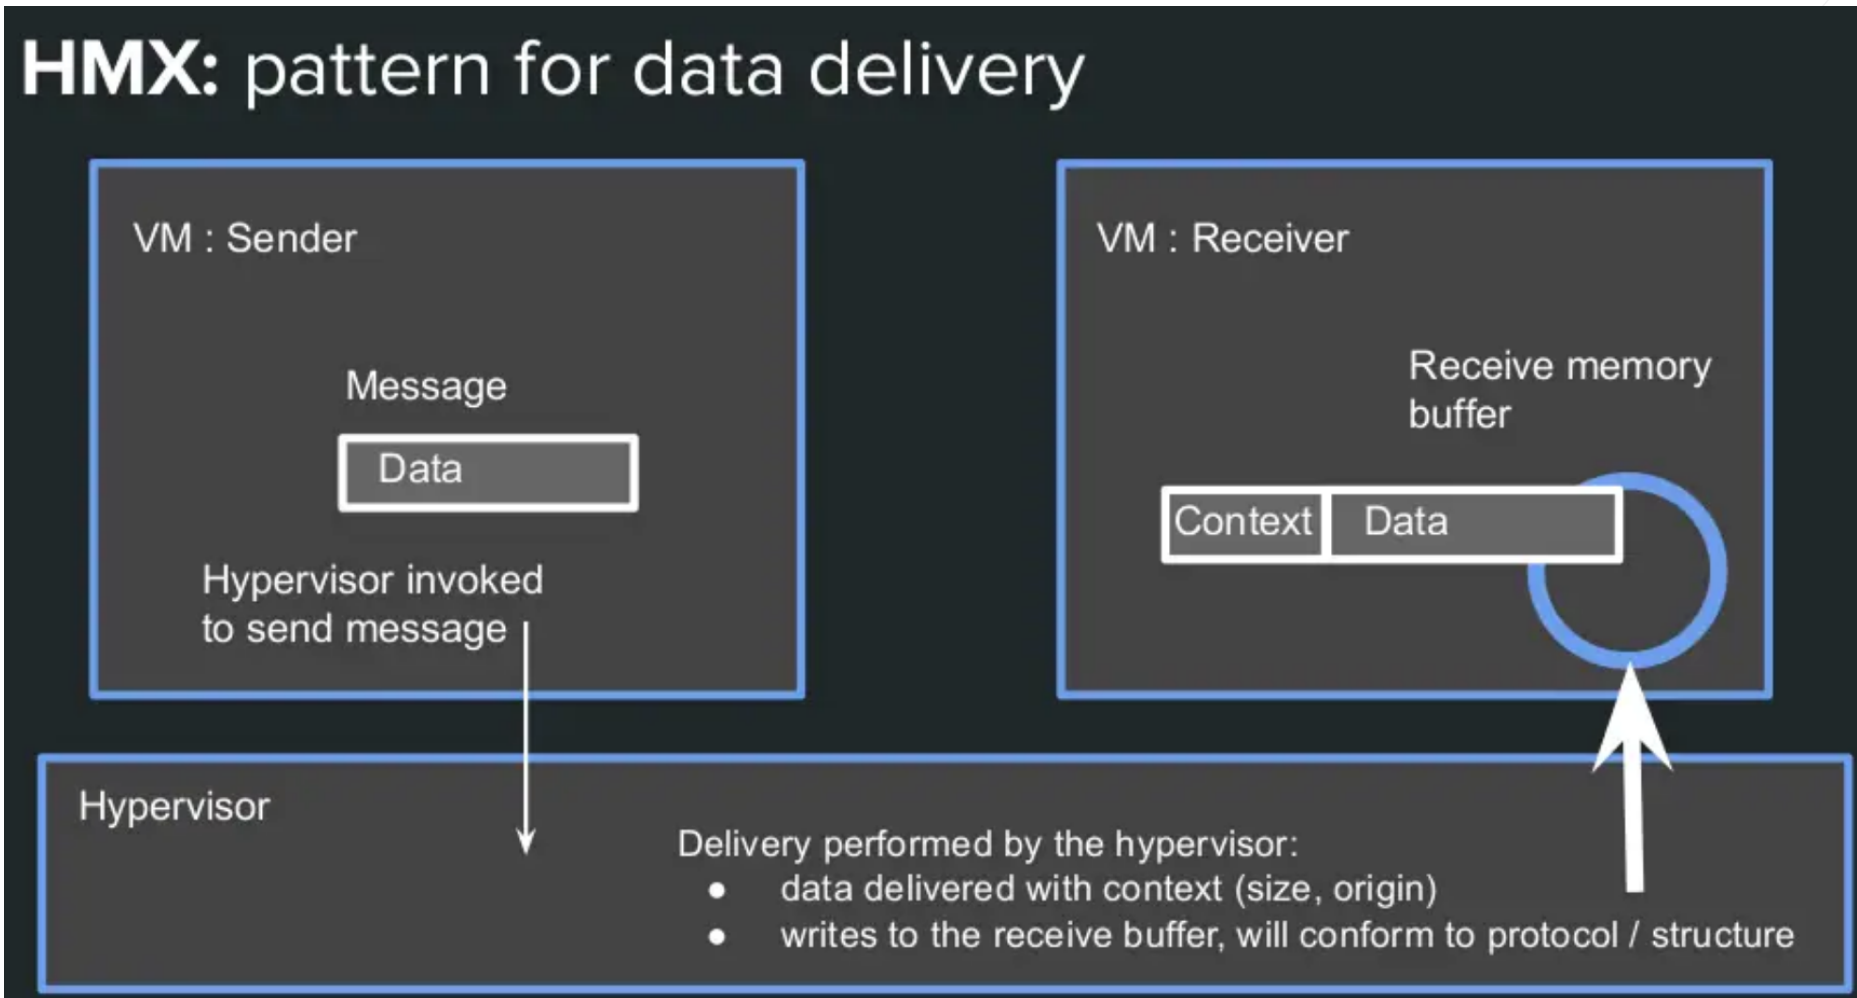 HMX: pattern for data delivery
VM : Sender
Message
Data
Hypervisor invoked
to send message
VM : Receiver
Receive memory
buffer
Context
Data
Hypervisor
Delivery performed by the hypervisor:
● data delivered with context (size, origin)
● writes to the receive buffer, will conform to protocol / structure